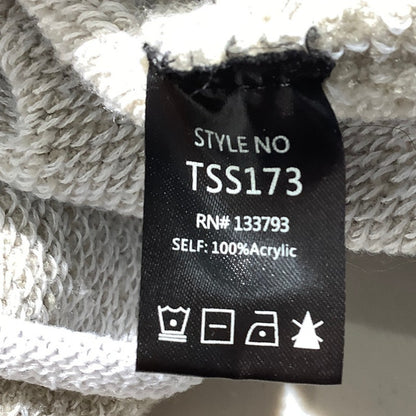 STYLE NO
TSS173
RN# 133793
SELF: 100%Acrylic